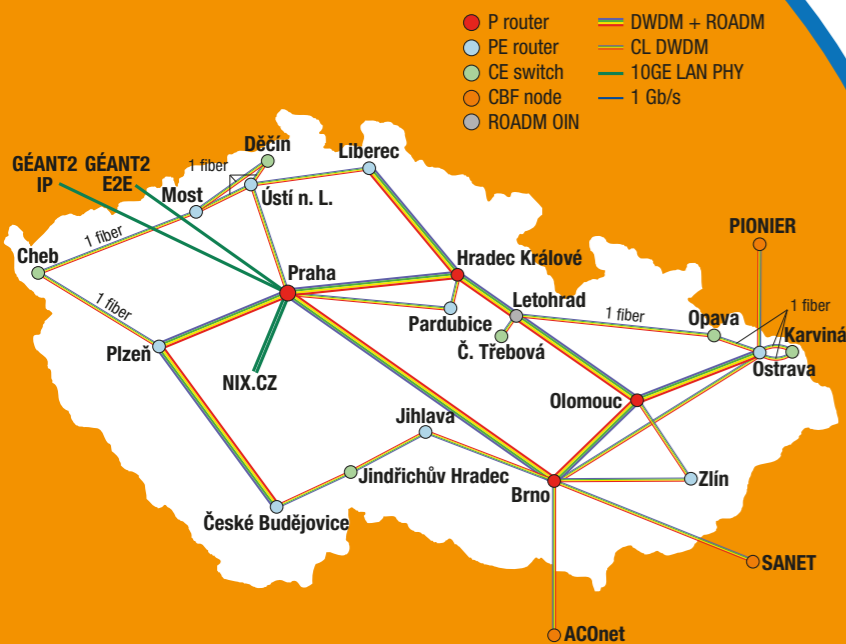 P router
PE router
CE switch
CBF node
ROADM OIN
DWDM + ROADM
CL DWDM
10GE LAN PHY
1 Gb/s
Děčín
1 fiber
Liberec
GÉANT2
IP
GÉANT2
E2E
Most
Ústí n. L.
PIONIER
1 fiber
Cheb
Praha
Hradec Králové
Letohrad
1 fiber
Opava
1 fiber
Karviná
1 fiber
Pardubice
Č. Třebová
Plzeň
Ostrava
NIX.CZ
Olomouc
Jihlava
Jindřichův Hradec
Zlín
Brno
České Budějovice
SANET
ACOnet